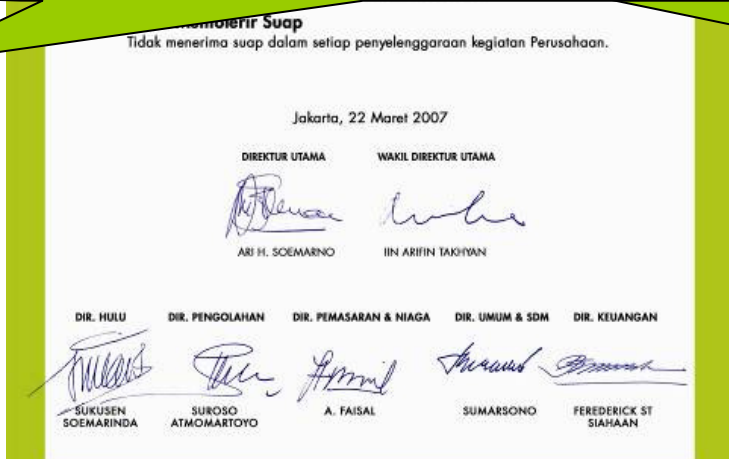 Suap
Tidak menerima suap dalam setiap penyelenggaraan kegiatan Perusahaan.
Jakarta, 22 Maret 2007
DIREKTUR UTAMA WAKIL DIREKTUR UTAMA
ARI H. SOEMARNO IIN ARIFIN TAKHYAN
DIR. HULU DIR. PENGOLAHAN DIR. PEMASARAN & NIAGA DIR. UMUM & SDM DIR. KEUANGAN
SUKUSEN SUROSO A. FAISAL SUMARSONO FEREDERICK ST
SOEMARINDA ATMOMARTOYO SIAHAAN